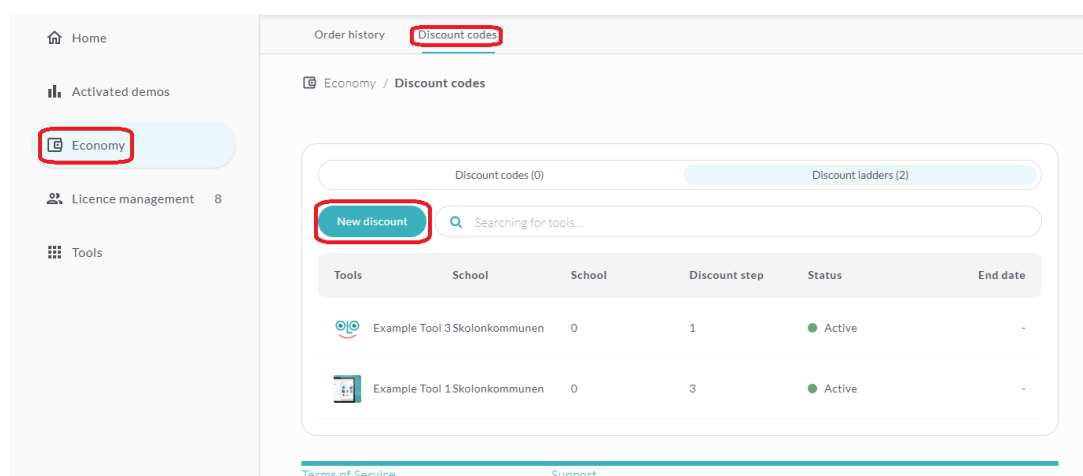 Home
Activated demos
Economy
Licence management 8
Tools
Order history Discount codes
Economy / Discount codes
Discount codes (0) Discount ladders (2)
New discount Searching for tools...
Tools School School Discount step Status End date
Example Tool 3 Skolonkommunen 0 1 Active -
Example Tool 1 Skolonkommunen 0 3 Active -
Terms of Service Support